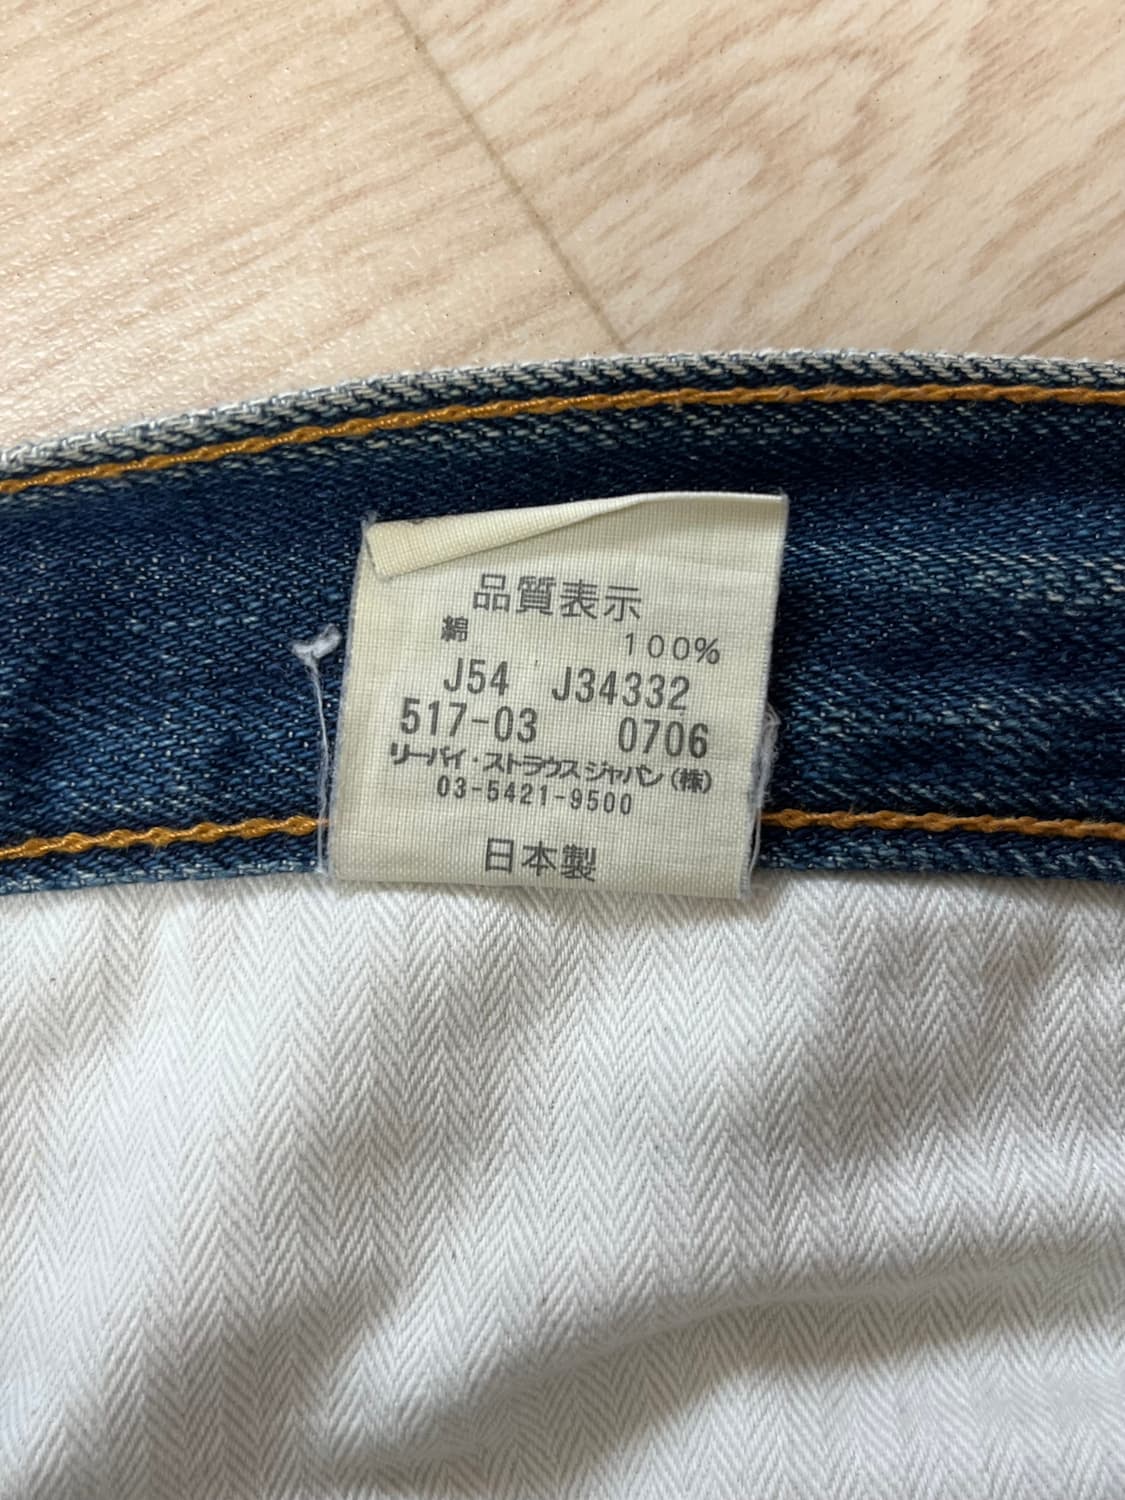 品質表示
綿 100%
J54 J34332
517-03 0706
リーバイ・ストラウスジャパン(株)
03-5421-9500
日本製